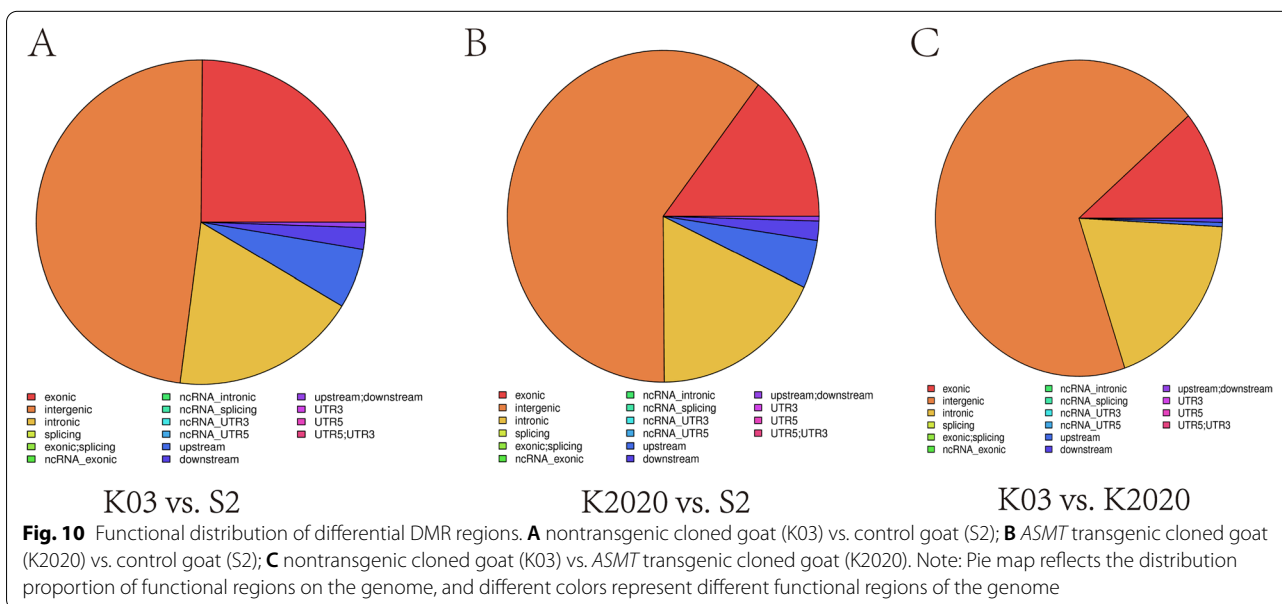 A
B
C
exonic
intergenic
intronic
splicing
exonic;splicing
ncRNA_exonic
ncRNA_intronic
ncRNA_splicing
ncRNA_UTR3
ncRNA_UTR5
upstream
downstream
upstream;downstream
UTR3
UTR5
UTR5;UTR3
exonic
intergenic
intronic
splicing
exonic;splicing
ncRNA_exonic
ncRNA_intronic
ncRNA_splicing
ncRNA_UTR3
ncRNA_UTR5
upstream
downstream
upstream;downstream
UTR3
UTR5
UTR5;UTR3
exonic
intergenic
intronic
splicing
exonic;splicing
ncRNA_exonic
ncRNA_intronic
ncRNA_splicing
ncRNA_UTR3
ncRNA_UTR5
upstream
downstream
upstream;downstream
UTR3
UTR5
UTR5;UTR3
K03 vs. S2
K2020 vs. S2
K03 vs. K2020
Fig. 10 Functional distribution of differential DMR regions. A nontransgenic cloned goat (K03) vs. control goat (S2); B ASMT transgenic cloned goat
(K2020) vs. control goat (S2); C nontransgenic cloned goat (K03) vs. ASMT transgenic cloned goat (K2020). Note: Pie map reflects the distribution
proportion of functional regions on the genome, and different colors represent different functional regions of the genome